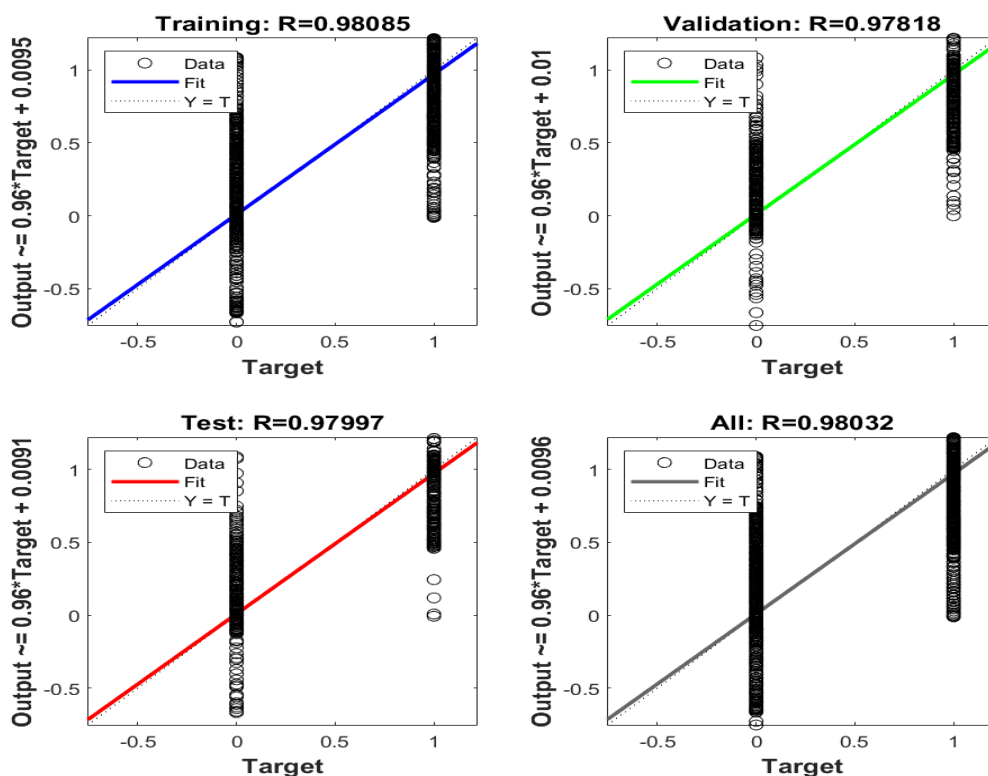 Training: R=0.98085
Output ~= 0.96*Target + 0.0095
Data
Fit
Y = T
1
0.5
0
-0.5
-0.5
0
0.5
1
Target
Validation: R=0.97818
Output ~= 0.96*Target + 0.01
Data
Fit
Y = T
1
0.5
0
-0.5
-0.5
0
0.5
1
Target
Test: R=0.97997
Output ~= 0.96*Target + 0.0091
Data
Fit
Y = T
1
0.5
0
-0.5
-0.5
0
0.5
1
Target
All: R=0.98032
Output ~= 0.96*Target + 0.0096
Data
Fit
Y = T
1
0.5
0
-0.5
-0.5
0
0.5
1
Target